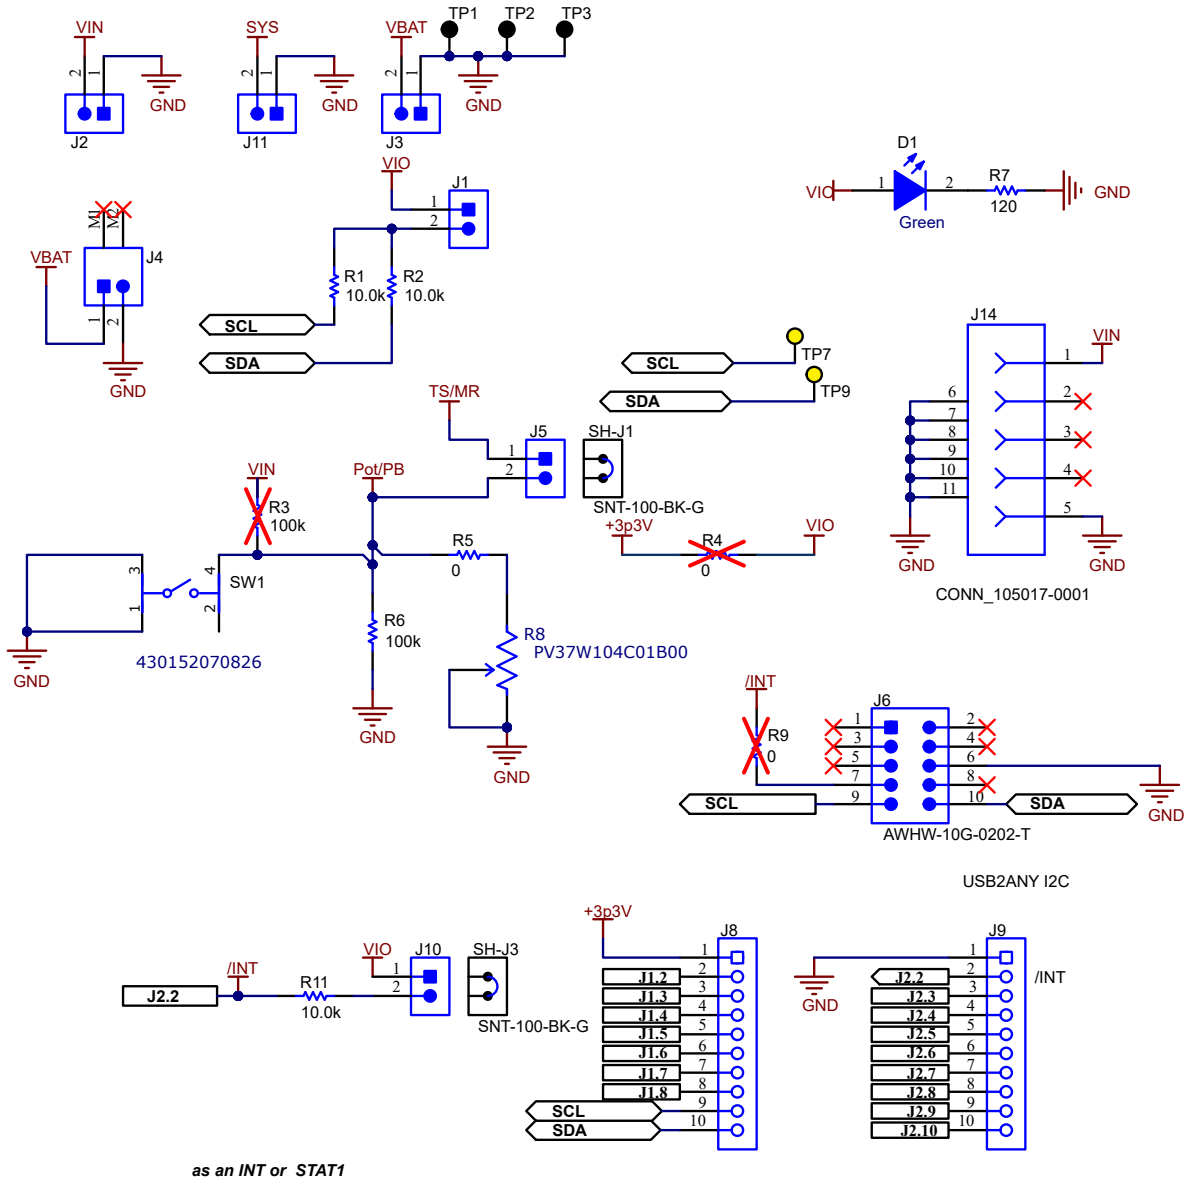 VIN
2
1
GND
J2
SYS
2
1
GND
J11
VBAT
2
1
GND
J3
TP1
TP2
TP3
VIO
J1
1
2
R1
10.0k
R2
10.0k
SCL
SDA
M1
M2
VBAT
J4
1
2
GND
D1
VIO
1
2
Green
R7
120
GND
SCL
TP7
SDA
TP9
J14
VIN
1
2
3
4
5
6
7
8
9
10
11
GND
GND
CONN_105017-0001
TS/MR
J5
1
2
SH-J1
SNT-100-BK-G
VIN
R3
100k
Pot/PB
+3p3V
R4
0
VIO
3
1
4
2
SW1
GND
430152070826
R5
0
R6
100k
GND
R8
PV37W104C01B00
GND
/INT
R9
0
J6
1
2
3
4
5
6
7
8
9
10
SCL
SDA
GND
AWHW-10G-0202-T
USB2ANY I2C
J2.2
/INT
R11
10.0k
VIO
J10
1
2
SH-J3
SNT-100-BK-G
+3p3V
J8
1
J1.2 2
J1.3 3
J1.4 4
J1.5 5
J1.6 6
J1.7 7
J1.8 8
SCL 9
SDA 10
J9
1
GND
J2.2 2 /INT
J2.3 3
J2.4 4
J2.5 5
J2.6 6
J2.7 7
J2.8 8
J2.9 9
J2.10 10
as an INT or STAT1